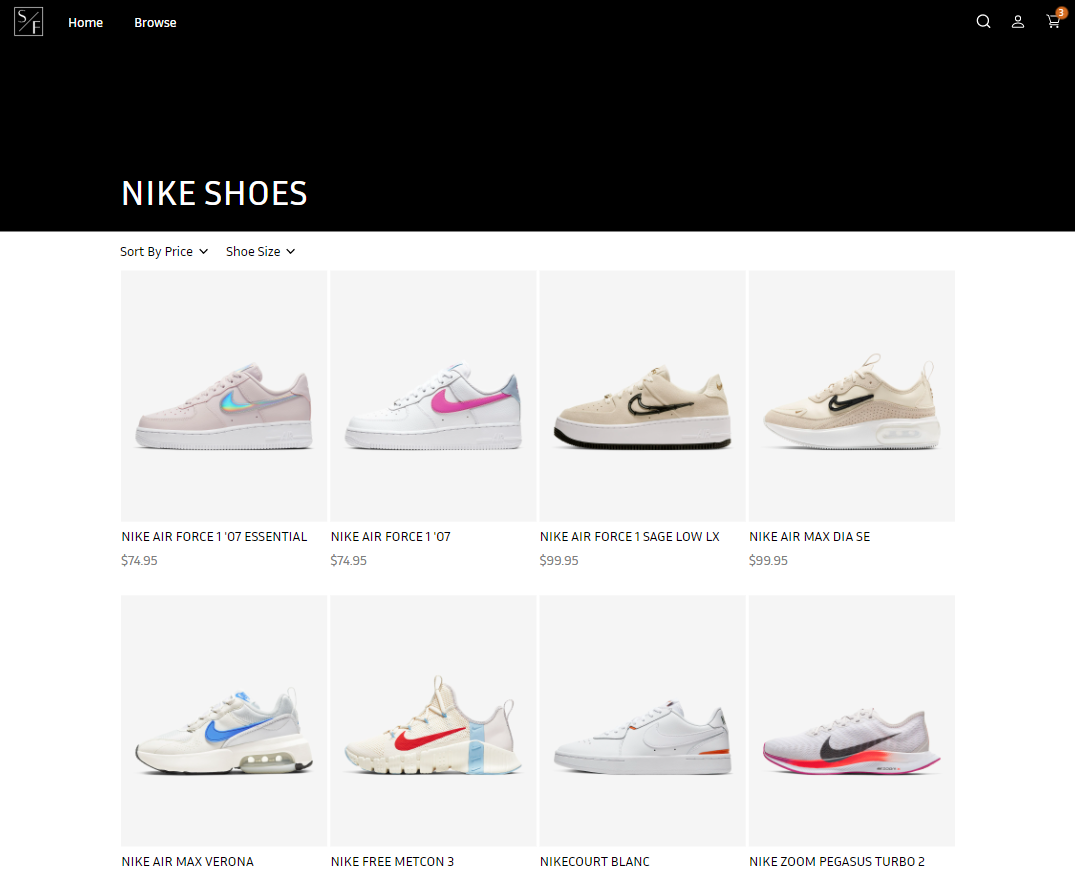 S/F
Home
Browse
3
NIKE SHOES
Sort By Price
Shoe Size
NIKE AIR FORCE 1 '07 ESSENTIAL
$74.95
NIKE AIR FORCE 1 '07
$74.95
NIKE AIR FORCE 1 SAGE LOW LX
$99.95
NIKE AIR MAX DIA SE
$99.95
NIKE AIR MAX VERONA
NIKE FREE METCON 3
NIKECOURT BLANC
NIKE ZOOM PEGASUS TURBO 2